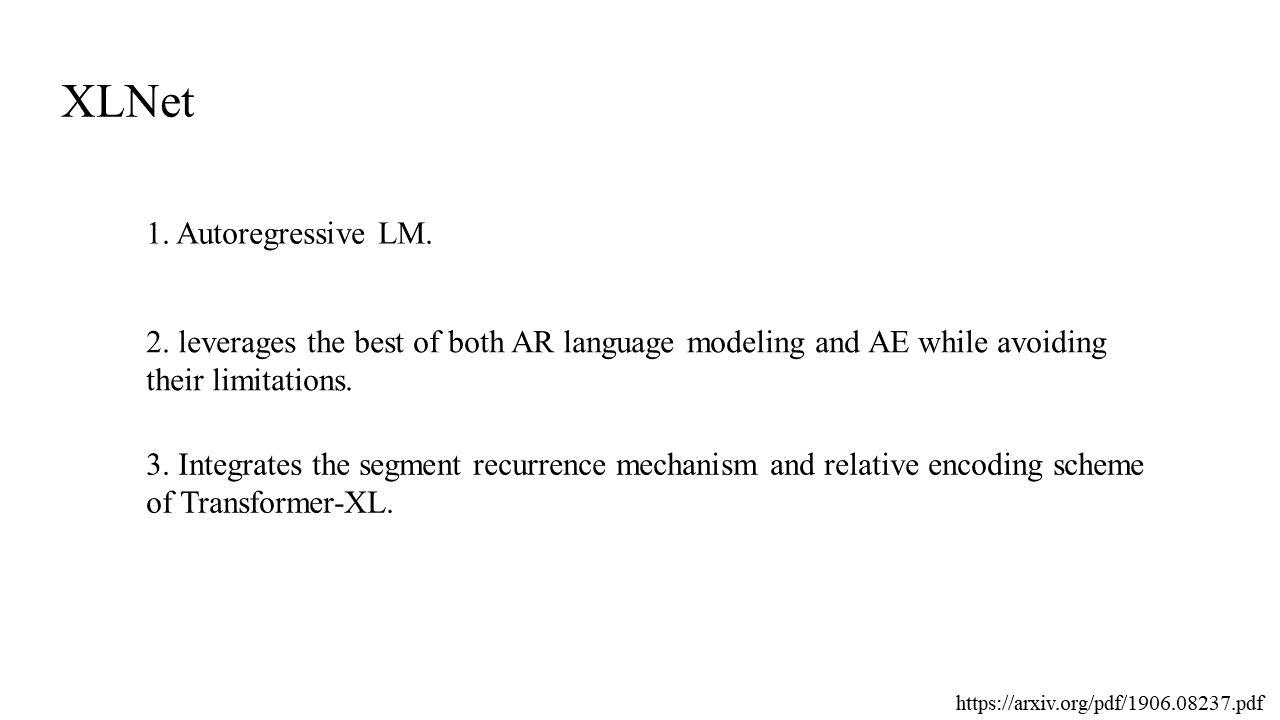 XLNet
1. Autoregressive LM.
2. leverages the best of both AR language modeling and AE while avoiding
their limitations.
3. Integrates the segment recurrence mechanism and relative encoding scheme
of Transformer-XL.
https://arxiv.org/pdf/1906.08237.pdf